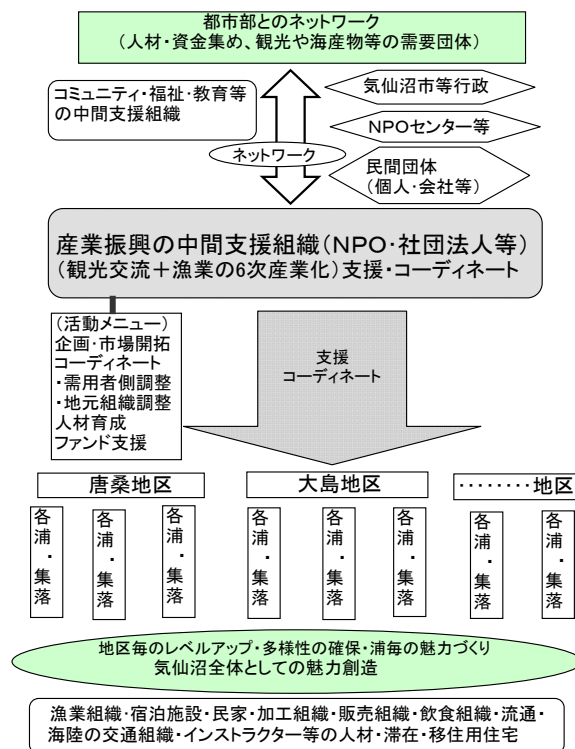 都市部とのネットワーク
（人材・資金集め、観光や海産物等の需要団体）
コミュニティ・福祉・教育等
の中間支援組織
気仙沼市等行政
NPOセンター等
ネットワーク
民間団体
（個人・会社等）
産業振興の中間支援組織（NPO・社団法人等）
（観光交流＋漁業の6次産業化）支援・コーディネート
（活動メニュー）
企画・市場開拓
コーディネート
・需用者側調整
・地元組織調整
人材育成
ファンド支援
支援
コーディネート
唐桑地区
大島地区
‥‥‥‥地区
各浦・集落
各浦・集落
各浦・集落
各浦・集落
各浦・集落
各浦・集落
各浦・集落
各浦・集落
地区毎のレベルアップ・多様性の確保・浦毎の魅力づくり
気仙沼全体としての魅力創造
漁業組織・宿泊施設・民家・加工組織・販売組織・飲食組織・流通・
海陸の交通組織・インストラクター等の人材・滞在・移住用住宅